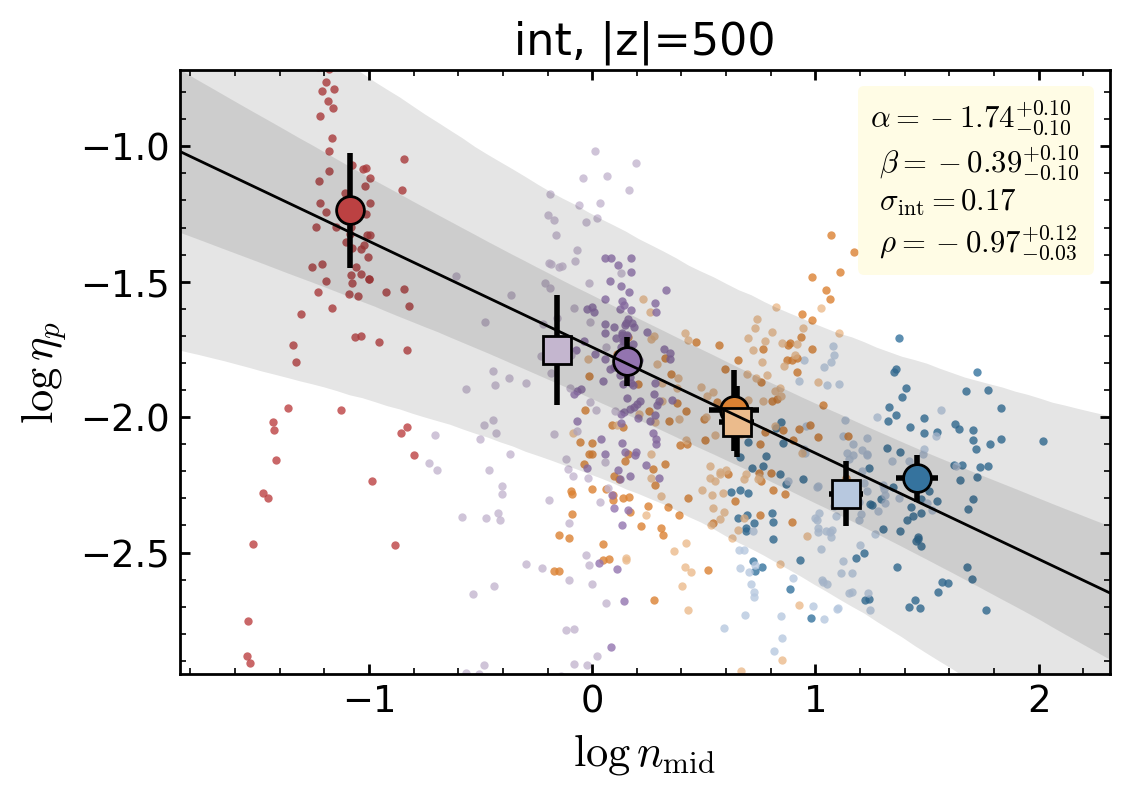 int, |z|=500
α = −1.74^{+0.10}_{−0.10}
β = −0.39^{+0.10}_{−0.10}
σ_int = 0.17
ρ = −0.97^{+0.12}_{−0.03}
log η_p
−1.0
−1.5
−2.0
−2.5
−1 0 1 2
log n_mid